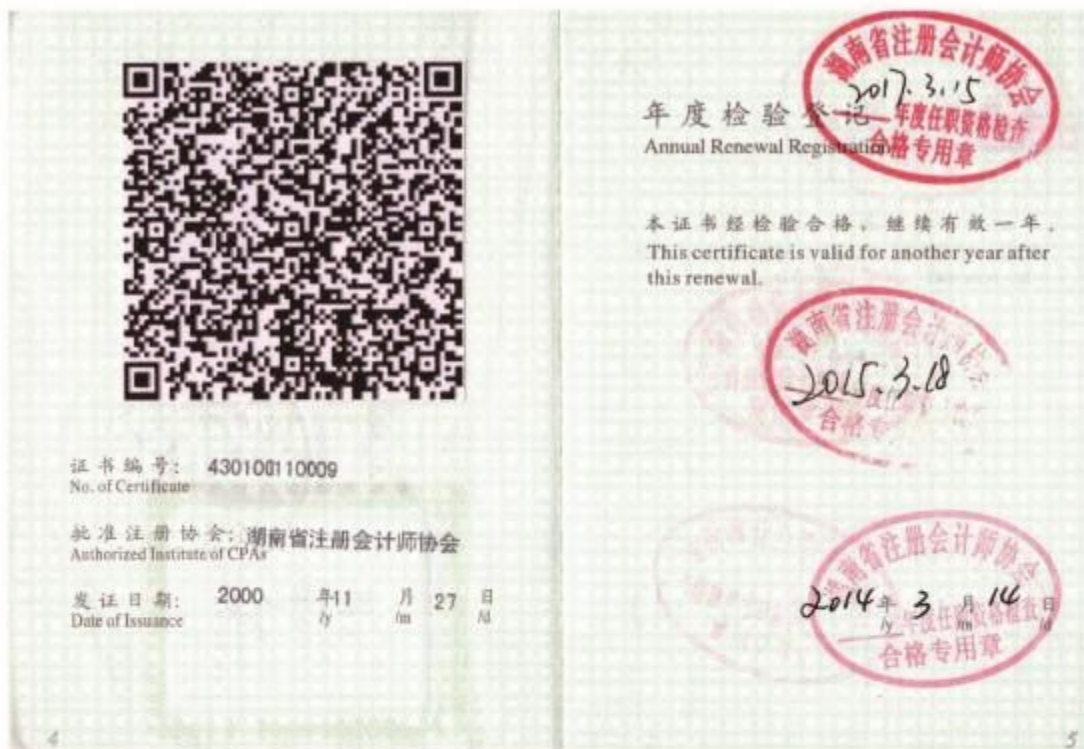 证书编号: 430100110009
No. of Certificate
批准注册协会: 湖南省注册会计师协会
Authorized Institute of CPAs
发证日期: 2000 年 11 月 27 日
Date of Issuance /y /m /d
4
湖南省注册会计师协会
2017.3.15
年度任职资格检查
合格专用章
年度检验登记
Annual Renewal Registration
本证书经检验合格，继续有效一年。
This certificate is valid for another year after
this renewal.
湖南省注册会计师协会
2015.3.18
合格专
湖南省注册会计师协会
2014 年 3 月 14 日
/y /m /d
年度任职资格检查
合格专用章
5